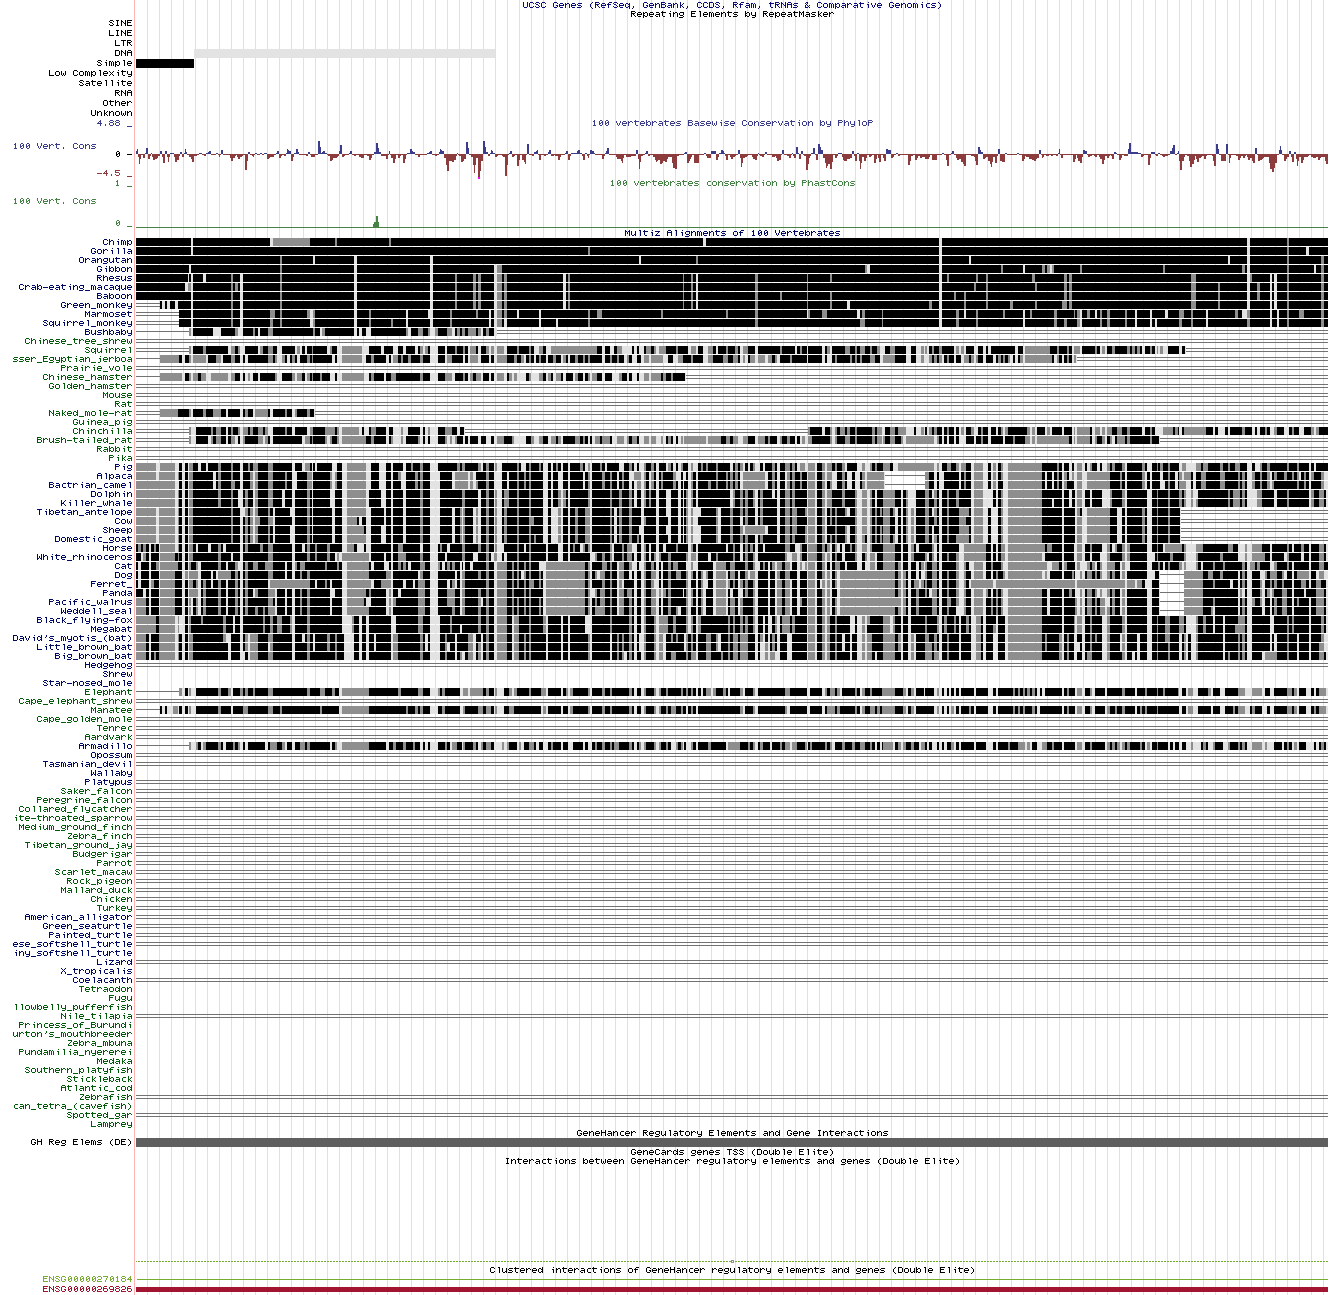 UCSC Genes (RefSeq, GenBank, CCDS, Rfam, tRNAs & Comparative Genomics)
Repeating Elements by RepeatMasker
SINE
LINE
LTR
DNA
Simple
Low Complexity
Satellite
RNA
Other
Unknown
100 vertebrates Basewise Conservation by PhyloP
4.88 _
100 Vert. Cons
0 -
-4.5 _
100 vertebrates conservation by PhastCons
1 _
100 Vert. Cons
0 _
Multiz Alignments of 100 Vertebrates
Chimp
Gorilla
Orangutan
Gibbon
Rhesus
Crab-eating_macaque
Baboon
Green_monkey
Marmoset
Squirrel_monkey
Bushbaby
Chinese_tree_shrew
Squirrel
sser_Egyptian_jerboa
Prairie_vole
Chinese_hamster
Golden_hamster
Mouse
Rat
Naked_mole-rat
Guinea_pig
Chinchilla
Brush-tailed_rat
Rabbit
Pika
Pig
Alpaca
Bactrian_camel
Dolphin
Killer_whale
Tibetan_antelope
Cow
Sheep
Domestic_goat
Horse
White_rhinoceros
Cat
Dog
Ferret_
Panda
Pacific_walrus
Weddell_seal
Black_flying-fox
Megabat
David's_myotis_(bat)
Little_brown_bat
Big_brown_bat
Hedgehog
Shrew
Star-nosed_mole
Elephant
Cape_elephant_shrew
Manatee
Cape_golden_mole
Tenrec
Aardvark
Armadillo
Opossum
Tasmanian_devil
Wallaby
Platypus
Saker_falcon
Peregrine_falcon
Collared_flycatcher
ite-throated_sparrow
Medium_ground_finch
Zebra_finch
Tibetan_ground_jay
Budgerigar
Parrot
Scarlet_macaw
Rock_pigeon
Mallard_duck
Chicken
Turkey
American_alligator
Green_seaturtle
Painted_turtle
ese_softshell_turtle
iny_softshell_turtle
Lizard
X_tropicalis
Coelacanth
Tetraodon
Fugu
llowbelly_pufferfish
Nile_tilapia
Princess_of_Burundi
urton's_mouthbreeder
Zebra_mbuna
Pundamilia_nyererei
Medaka
Southern_platyfish
Stickleback
Atlantic_cod
Zebrafish
can_tetra_(cavefish)
Spotted_gar
Lamprey
GeneHancer Regulatory Elements and Gene Interactions
GH Reg Elems (DE)
GeneCards genes TSS (Double Elite)
Interactions between GeneHancer regulatory elements and genes (Double Elite)
Clustered interactions of GeneHancer regulatory elements and genes (Double Elite)
ENSG00000270184
ENSG00000269826